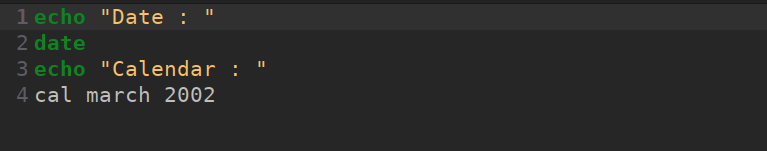 1 echo "Date : "
2 date
3 echo "Calendar : "
4 cal march 2002